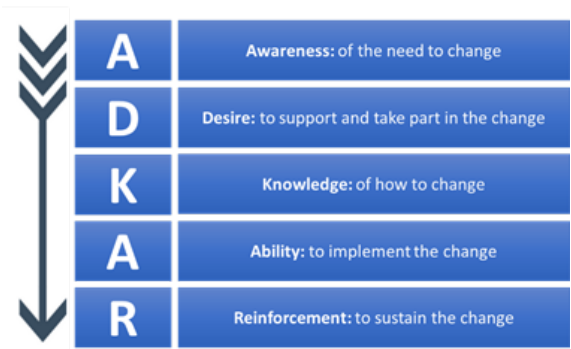 A
Awareness: of the need to change
D
Desire: to support and take part in the change
K
Knowledge: of how to change
A
Ability: to implement the change
R
Reinforcement: to sustain the change